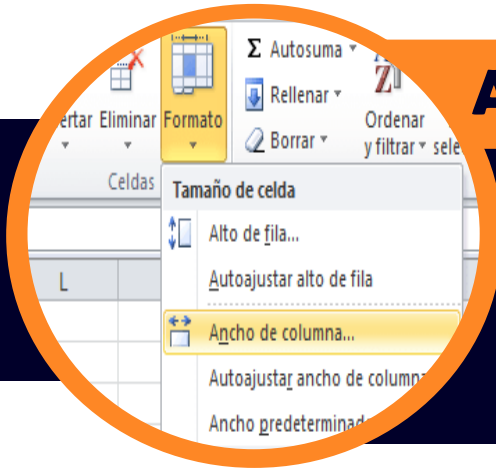 Σ Autosuma
Rellenar
Borrar
ertar Eliminar Formato
Ordenar
y filtrar
sele
Celdas
Tamaño de celda
Alto de fila...
Autoajustar alto de fila
Ancho de columna...
Autoajustar ancho de column
Ancho predeterminad
L
A